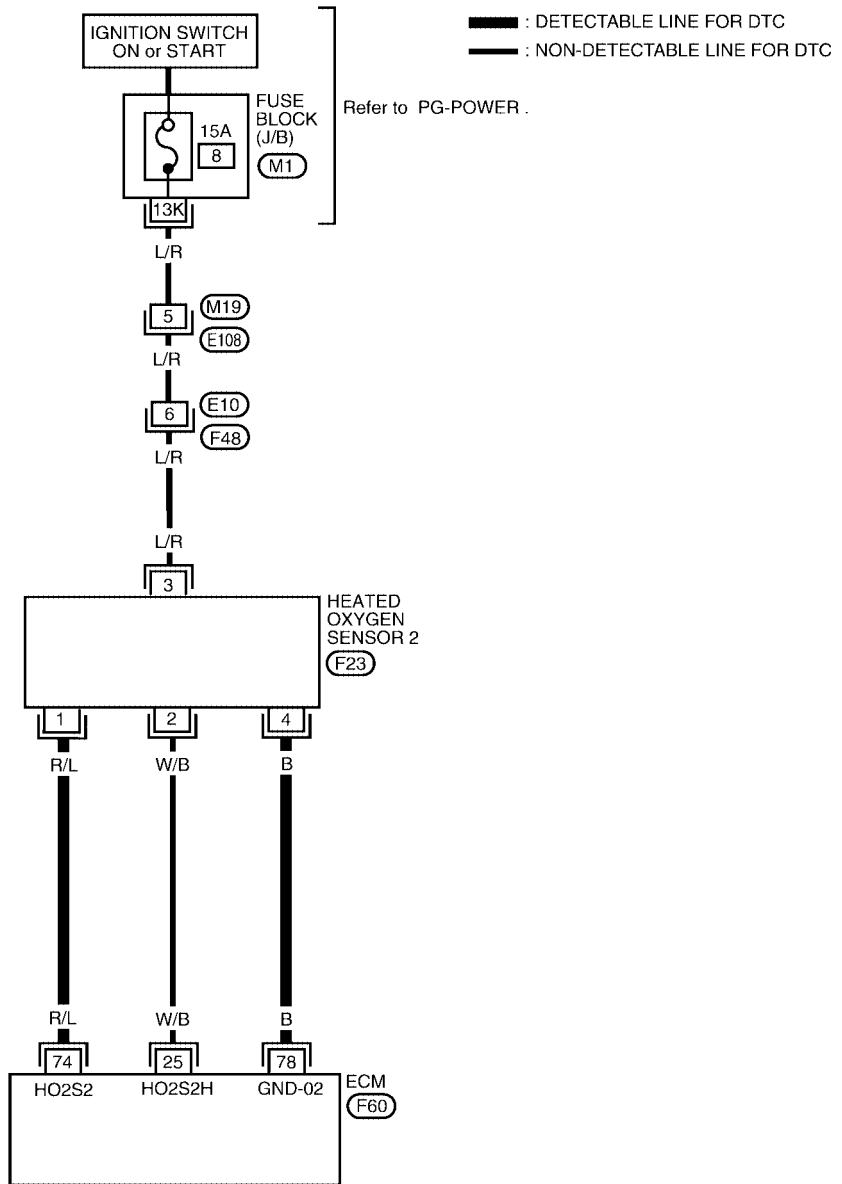 IGNITION SWITCH
ON or START
: DETECTABLE LINE FOR DTC
: NON-DETECTABLE LINE FOR DTC
FUSE
BLOCK
(J/B)
M1
15A
8
Refer to PG-POWER .
13K
L/R
5
M19
E108
L/R
6
E10
F48
L/R
L/R
3
HEATED
OXYGEN
SENSOR 2
F23
1
2
4
R/L
W/B
B
R/L
W/B
B
74
25
78
HO2S2
HO2S2H
GND-02
ECM
F60